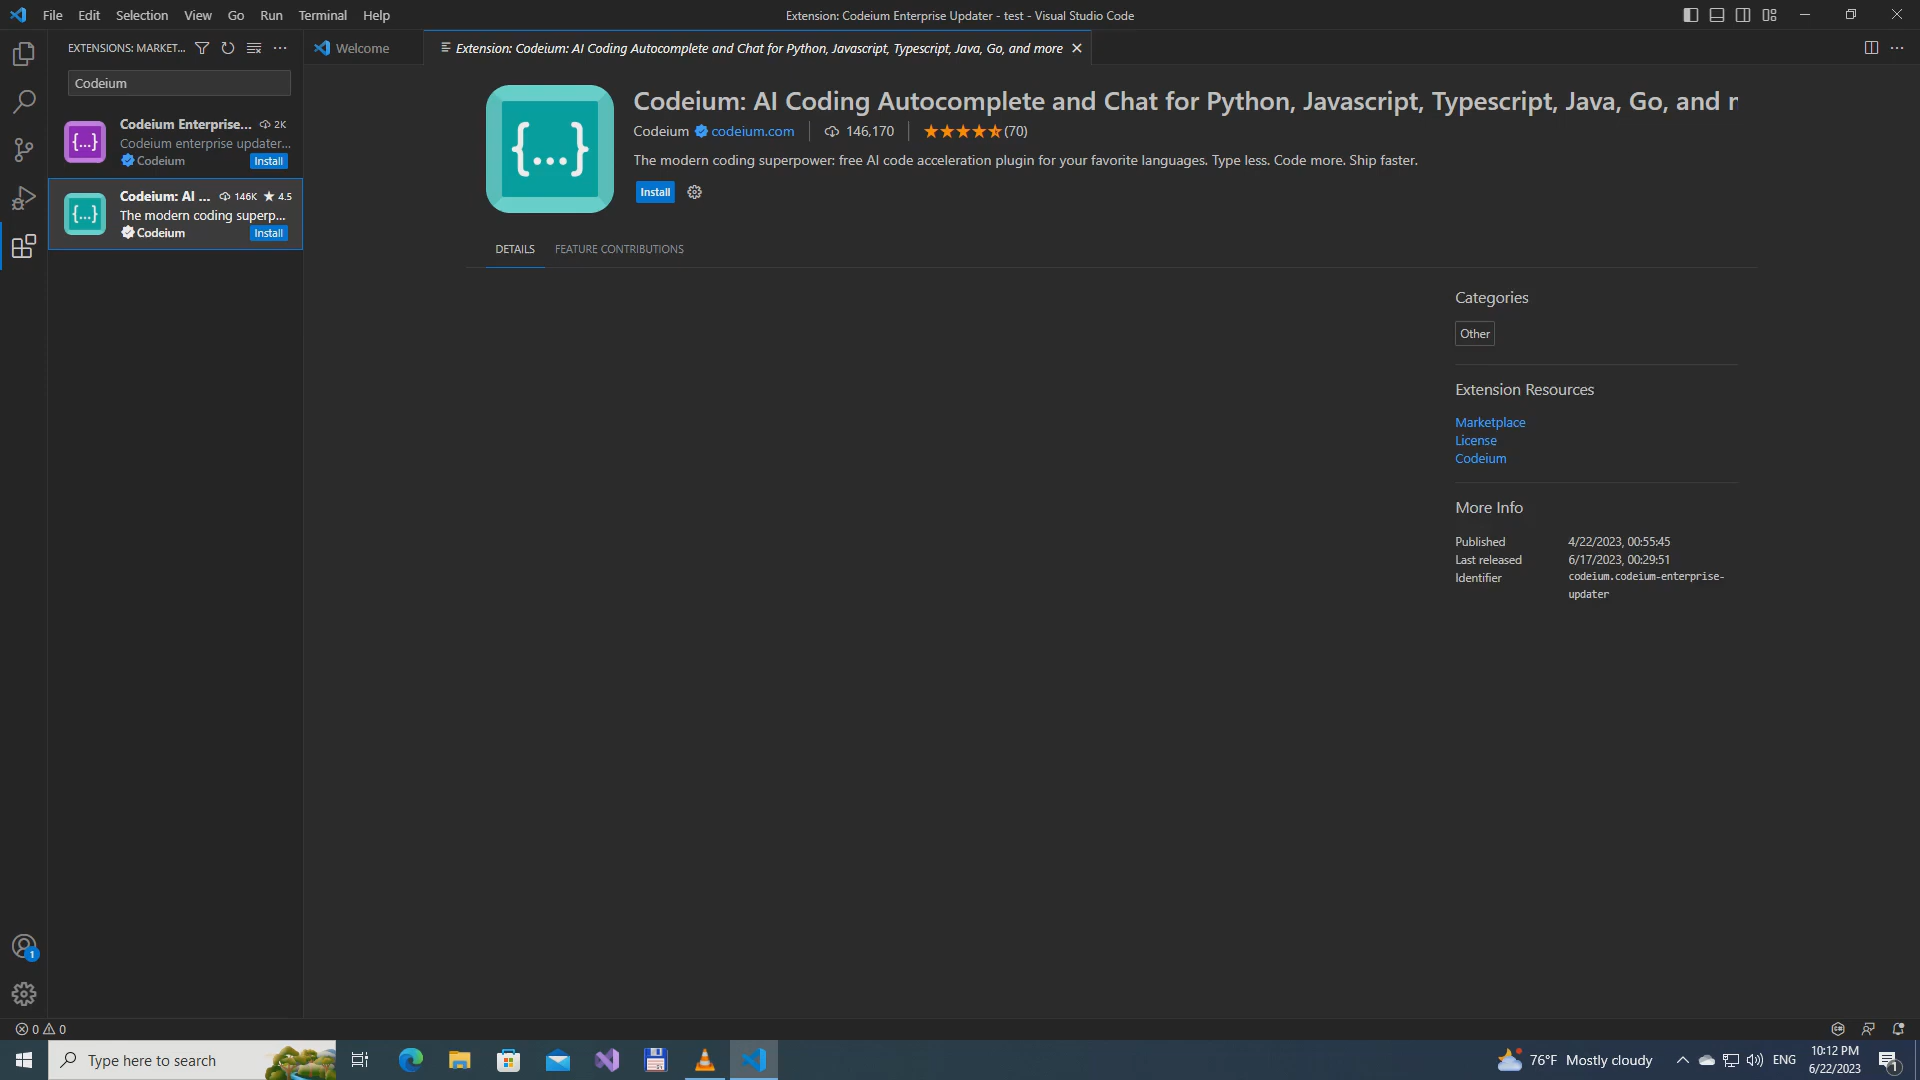 File Edit Selection View Go Run Terminal Help
Extension: Codeium Enterprise Updater - test - Visual Studio Code
EXTENSIONS: MARKET...
Welcome
Extension: Codeium: AI Coding Autocomplete and Chat for Python, Javascript, Typescript, Java, Go, and more
Codeium
Codeium Enterprise... 2K
Codeium enterprise updater...
Codeium Install
Codeium: AI ... 146K ★ 4.5
The modern coding superp...
Codeium Install
{...}
{...}
{...}
Codeium: AI Coding Autocomplete and Chat for Python, Javascript, Typescript, Java, Go, and
Codeium codeium.com 146,170 ★★★★★(70)
The modern coding superpower: free AI code acceleration plugin for your favorite languages. Type less. Code more. Ship faster.
Install
DETAILS FEATURE CONTRIBUTIONS
Categories
Other
Extension Resources
Marketplace
License
Codeium
More Info
Published 4/22/2023, 00:55:45
Last released 6/17/2023, 00:29:51
Identifier codeium.codeium-enterprise-
updater
1
0 0
Type here to search
76°F Mostly cloudy
ENG
10:12 PM
6/22/2023
1